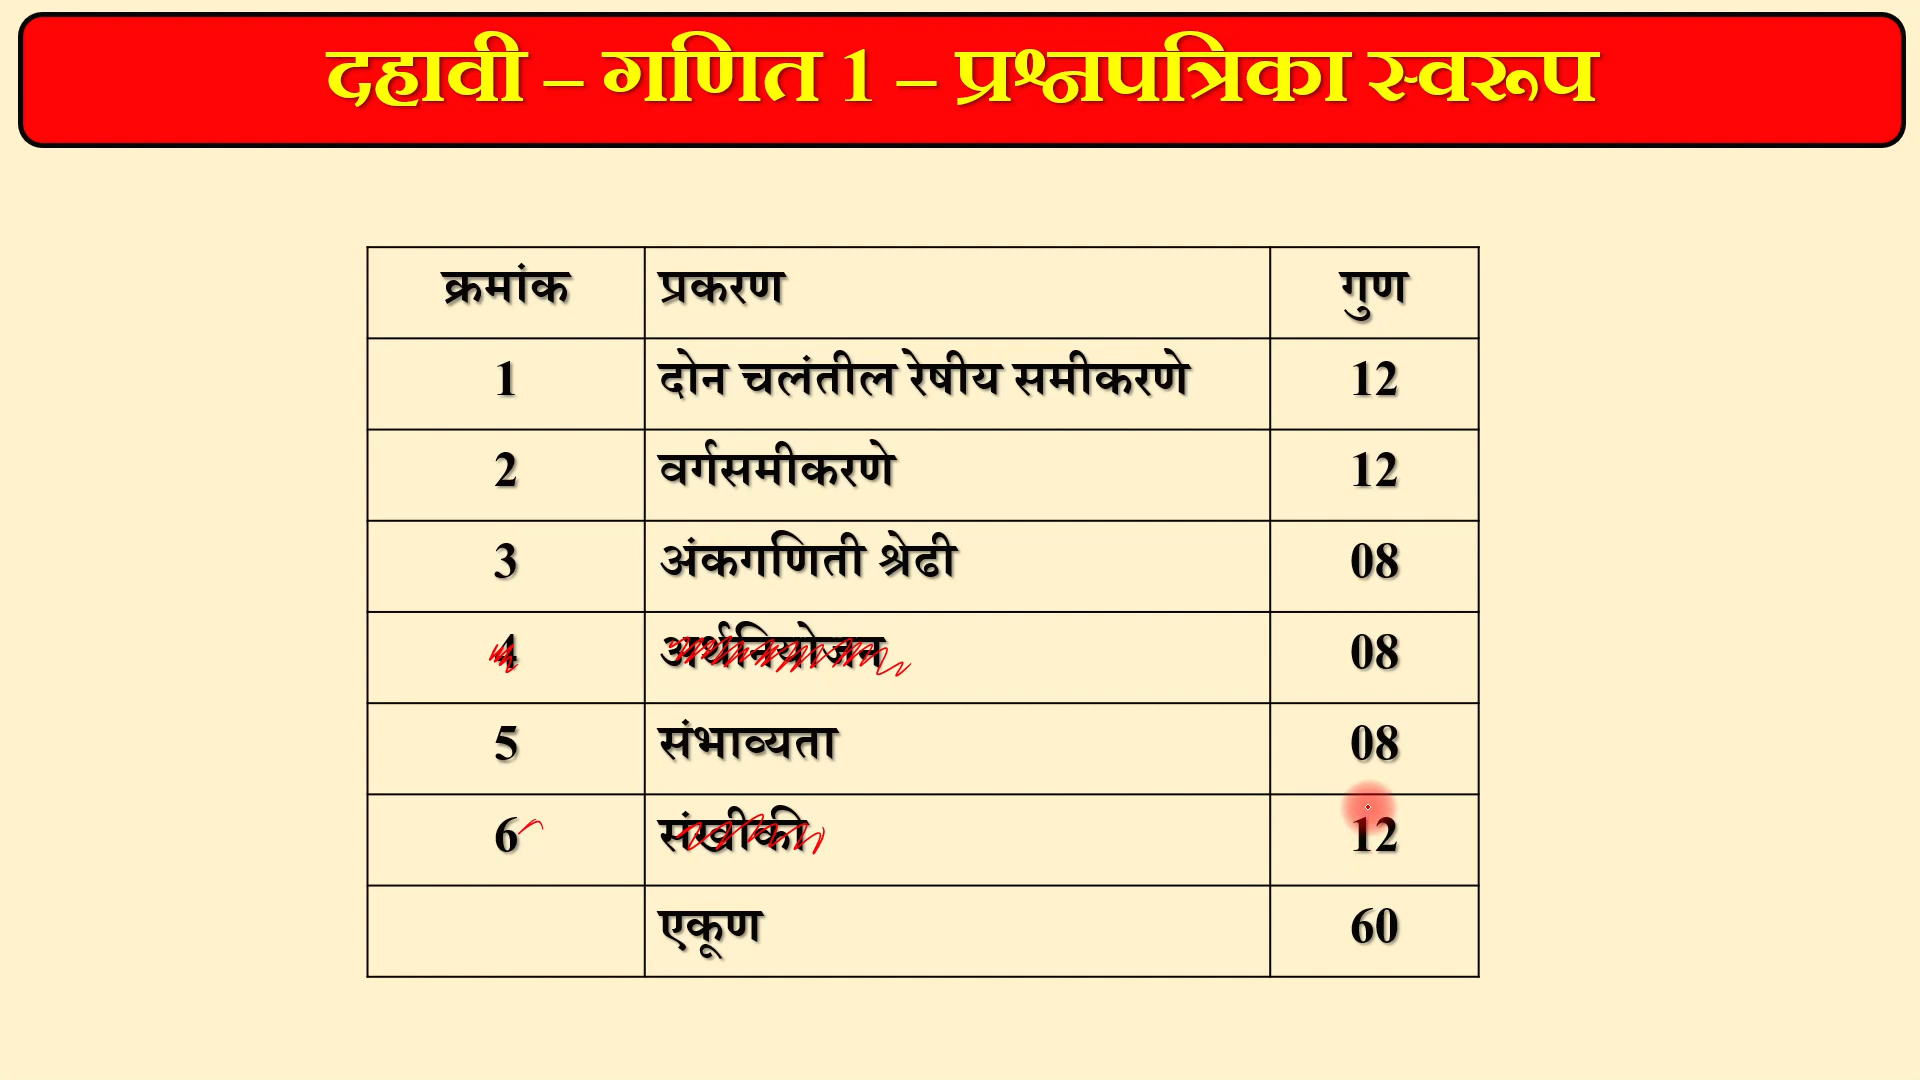 दहावी – गणित 1 – प्रश्नपत्रिका स्वरूप
क्रमांक प्रकरण गुण
1 दोन चलंतील रेषीय समीकरणे 12
2 वर्गसमीकरणे 12
3 अंकगणिती श्रेढी 08
4 अर्थनियोजन 08
5 संभाव्यता 08
6 संखीकी 12
एकूण 60